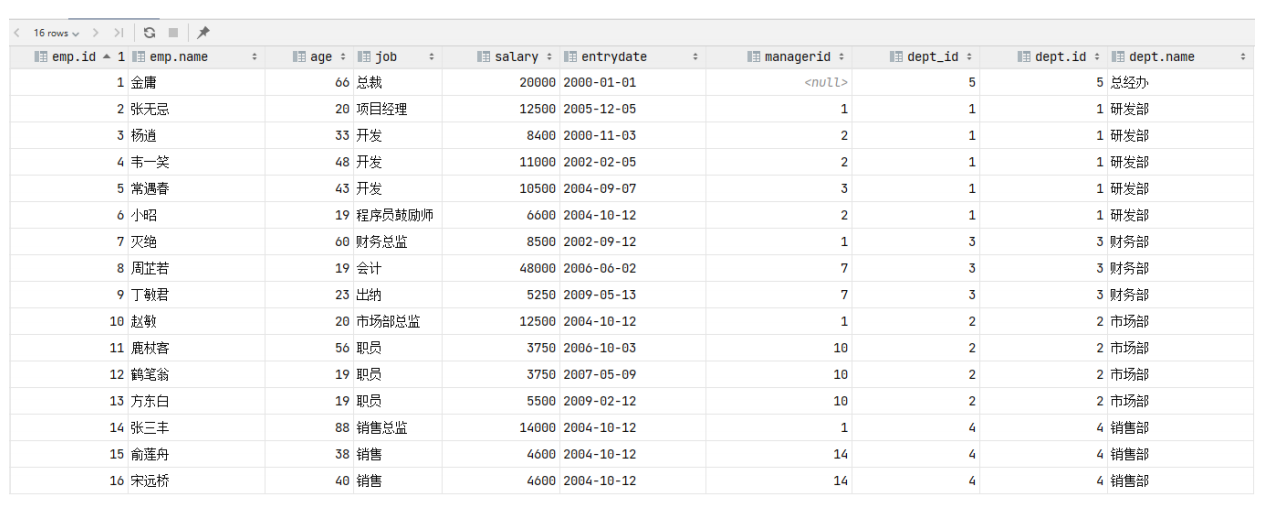 16 rows
emp.id 1 emp.name age job salary entrydate managerid dept_id dept.id dept.name
1 金庸 66 总裁 20000 2000-01-01 <null> 5 5 总经办
2 张无忌 20 项目经理 12500 2005-12-05 1 1 1 研发部
3 杨逍 33 开发 8400 2000-11-03 2 1 1 研发部
4 韦一笑 48 开发 11000 2002-02-05 2 1 1 研发部
5 常遇春 43 开发 10500 2004-09-07 3 1 1 研发部
6 小昭 19 程序员鼓励师 6600 2004-10-12 2 1 1 研发部
7 灭绝 60 财务总监 8500 2002-09-12 1 3 3 财务部
8 周芷若 19 会计 48000 2006-06-02 7 3 3 财务部
9 丁敏君 23 出纳 5250 2009-05-13 7 3 3 财务部
10 赵敏 20 市场部总监 12500 2004-10-12 1 2 2 市场部
11 鹿杖客 56 职员 3750 2006-10-03 10 2 2 市场部
12 鹤笔翁 19 职员 3750 2007-05-09 10 2 2 市场部
13 方东白 19 职员 5500 2009-02-12 10 2 2 市场部
14 张三丰 88 销售总监 14000 2004-10-12 1 4 4 销售部
15 俞莲舟 38 销售 4600 2004-10-12 14 4 4 销售部
16 宋远桥 40 销售 4600 2004-10-12 14 4 4 销售部